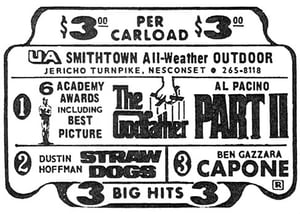 $3.00 PER CARLOAD $3.00
UA SMITHTOWN All-Weather OUTDOOR
JERICHO TURNPIKE, NESCONSET • 265-8118
1 6 ACADEMY AWARDS INCLUDING BEST PICTURE
The Godfather PART II
AL PACINO
2 DUSTIN HOFFMAN STRAW DOGS
3 BEN GAZZARA CAPONE
3 BIG HITS 3
R